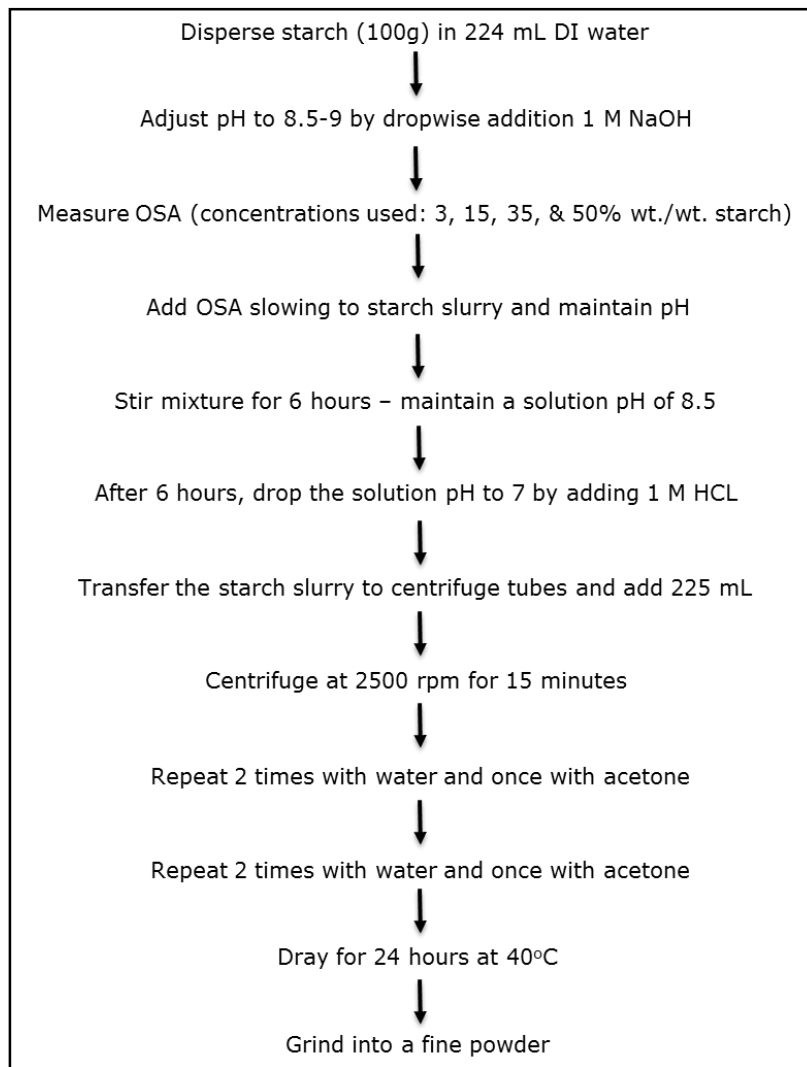 Disperse starch (100g) in 224 mL DI water
Adjust pH to 8.5-9 by dropwise addition 1 M NaOH
Measure OSA (concentrations used: 3, 15, 35, & 50% wt./wt. starch)
Add OSA slowing to starch slurry and maintain pH
Stir mixture for 6 hours – maintain a solution pH of 8.5
After 6 hours, drop the solution pH to 7 by adding 1 M HCL
Transfer the starch slurry to centrifuge tubes and add 225 mL
Centrifuge at 2500 rpm for 15 minutes
Repeat 2 times with water and once with acetone
Repeat 2 times with water and once with acetone
Dray for 24 hours at 40ºC
Grind into a fine powder